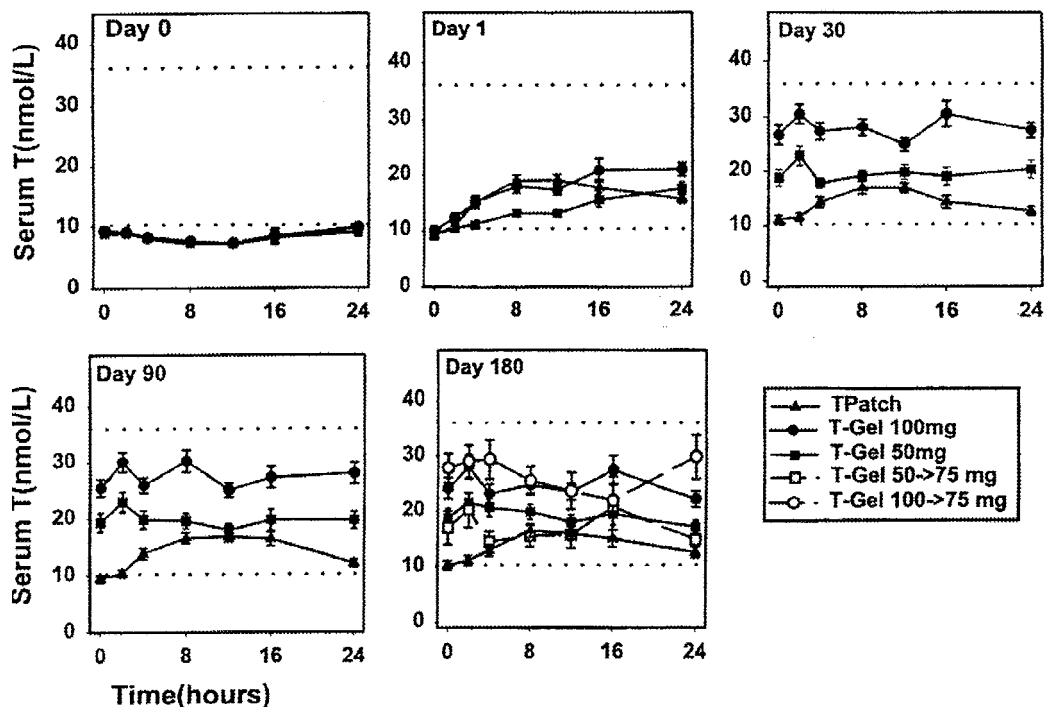 Day 0
Day 1
Day 30
Serum T(nmol/L)
40
30
20
10
0
40
30
20
10
0
40
30
20
10
0
0 8 16 24
0 8 16 24
0 8 16 24
Day 90
Day 180
Serum T(nmol/L)
40
30
20
10
0
40
30
20
10
0
0 8 16 24
0 8 16 24
Time(hours)
TPatch
T-Gel 100mg
T-Gel 50mg
T-Gel 50->75 mg
T-Gel 100->75 mg